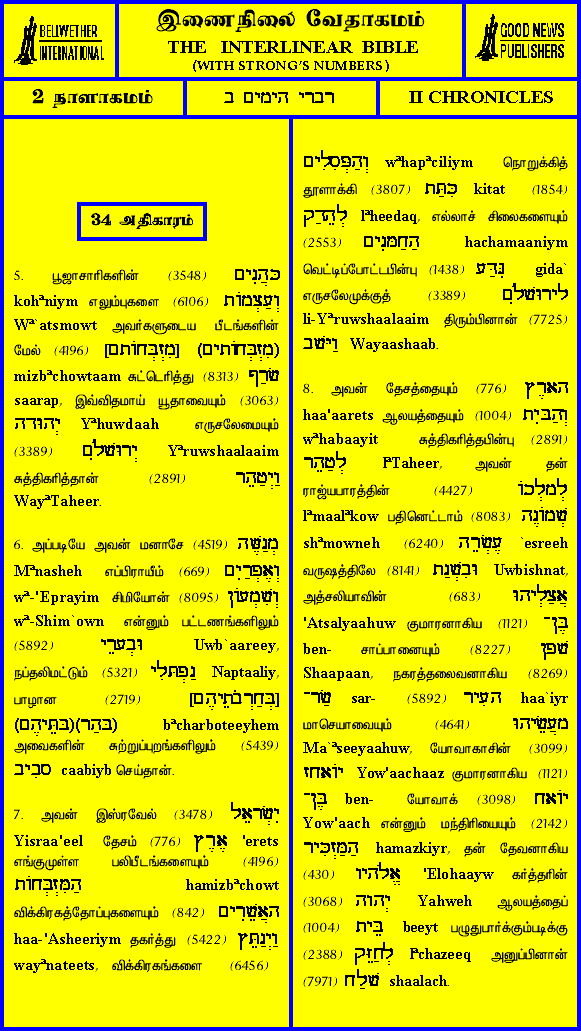 BELLWETHER
INTERNATIONAL
இணைநிலை வேதாகமம்
THE INTERLINEAR BIBLE
(WITH STRONG'S NUMBERS)
GOOD NEWS
PUBLISHERS
2 நாளாகமம்
דברי הימים ב
II CHRONICLES
34 அதிகாரம்
5. பூஜாசாரிகளின் (3548) כֹּהֲנִים
kohᵃniym எலும்புகளை (6106) וְעַצְמוֹת
Wᵃ`atsmowt அவர்களுடைய பீடங்களின்
மேல் (4196) [מִזְבְּחוֹתים] (מִזְבְּחוֹתָם)
mizbᵃchowtaam சுட்டெரித்து (8313) שָׂרַף
saarap, இவ்விதமாய் யூதாவையும் (3063)
יְהוּדָה Yᵃhuwdaah எருசலேமையும்
(3389) יְרוּשָׁלִָם Yᵃruwshaalaaim
சுத்திகரித்தான் (2891) וַיְטַהֵר
WayᵃTaheer.
6. அப்படியே அவன் மனாசே (4519) מְנַשֶּׁה
Mᵃnasheh எப்பிராயீம் (669) וְאֶפְרַיִם
wᵃ-'Eprayim சிமியோன் (8095) וְשִׁמְעוֹן
wᵃ-Shim`own என்னும் பட்டணங்களிலும்
(5892) וּבְעָרֵי Uwb`aareey,
நப்தலிமட்டும் (5321) נַפְתָּלִי Naptaaliy,
பாழான (2719) [בְּחַרְבֹתֵיהֶם]
(בְּהַר)(בָּתֵּיהֶם) bᵃcharboteeyhem
அவைகளின் சுற்றுப்புறங்களிலும் (5439)
סָבִיב caabiyb செய்தான்.
7. அவன் இஸ்ரவேல் (3478) יִשְׂרָאֵל
Yisraa'eel தேசம் (776) אֶרֶץ 'erets
எங்குமுள்ள பலிபீடங்களையும் (4196)
הַמִּזְבְּחוֹת hamizbᵃchowt
விக்கிரகத்தோப்புகளையும் (842) הָאֲשֵׁרִים
haa-'Asheeriym தகர்த்து (5422) וַיְנַתֵּץ
wayᵃnateets, விக்கிரகங்களை (6456)
וְהַפְּסִלִים wᵃhapᵃciliym நொறுக்கித்
தூளாக்கி (3807) כִּתַּת kitat (1854)
לְהֵדַק lᵃheedaq, எல்லாச் சிலைகளையும்
(2553) הַחַמָּנִים hachamaaniym
வெட்டிப்போட்டபின்பு (1438) גִּדַּע gida`
எருசலேமுக்குத் (3389) לִירוּשָׁלִָם
li-Yᵃruwshaalaaim திரும்பினான் (7725)
וַיָּשָׁב Wayaashaab.
8. அவன் தேசத்தையும் (776) הָאָרֶץ
haa'aarets ஆலயத்தையும் (1004) וְהַבָּיִת
wᵃhabaayit சுத்திகரித்தபின்பு (2891)
לְטַהֵר lᵃTaheer, அவன் தன்
ராஜ்யபாரத்தின் (4427) לְמָלְכוֹ
lᵃmaalᵃkow பதினெட்டாம் (8083) שְׁמוֹנֶה
shᵃmowneh (6240) עֶשְׂרֵה `esreeh
வருஷத்திலே (8141) וּבִשְׁנַת Uwbishnat,
அத்சலியாவின் (683) אֲצַלְיָהוּ
'Atsalyaahuw குமாரனாகிய (1121) בֶּן־
ben- சாப்பானையும் (8227) שָׁפָן
Shaapaan, நகரத்தலைவனாகிய (8269)
שַׂר־ sar- (5892) הָעִיר haa`iyr
மாசெயாவையும் (4641) מַעֲשֵׂיָהוּ
Ma`ᵃseeyaahuw, யோவாகாசின் (3099)
יוֹאָחָז Yow'aachaaz குமாரனாகிய (1121)
בֶּן־ ben- யோவாக் (3098) יוֹאָח
Yow'aach என்னும் மந்திரியையும் (2142)
הַמַּזְכִּיר hamazkiyr, தன் தேவனாகிய
(430) אֱלֹהָיו 'Elohaayw கர்த்தரின்
(3068) יְהוָה Yahweh ஆலயத்தைப்
(1004) בֵּית beeyt பழுதுபார்க்கும்படிக்கு
(2388) לְחַזֵּק lᵃchazeeq அனுப்பினான்
(7971) שָׁלַח shaalach.